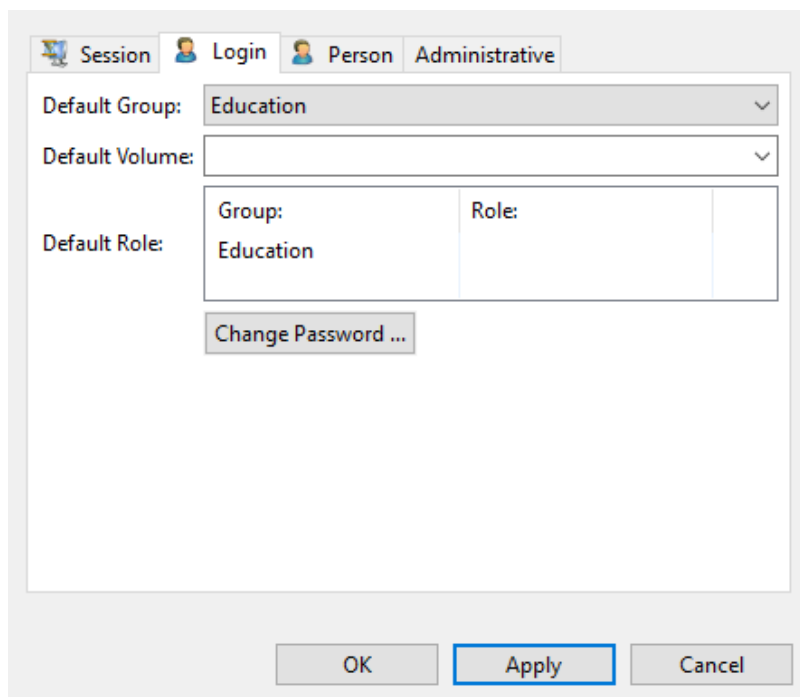 Session Login Person Administrative
Default Group: Education
Default Volume:
Group: Role:
Default Role:
Education
Change Password ...
OK Apply Cancel